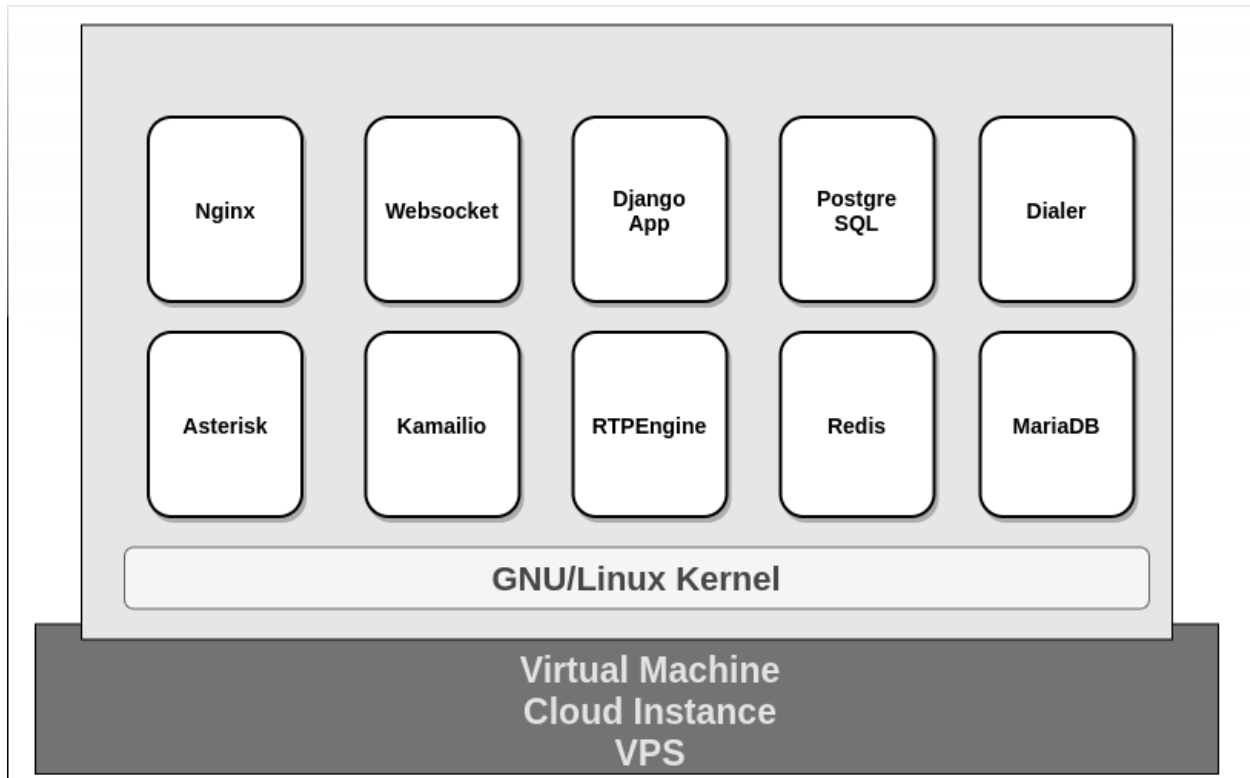 Nginx
Websocket
Django
App
Postgre
SQL
Dialer
Asterisk
Kamailio
RTPEngine
Redis
MariaDB
GNU/Linux Kernel
Virtual Machine
Cloud Instance
VPS